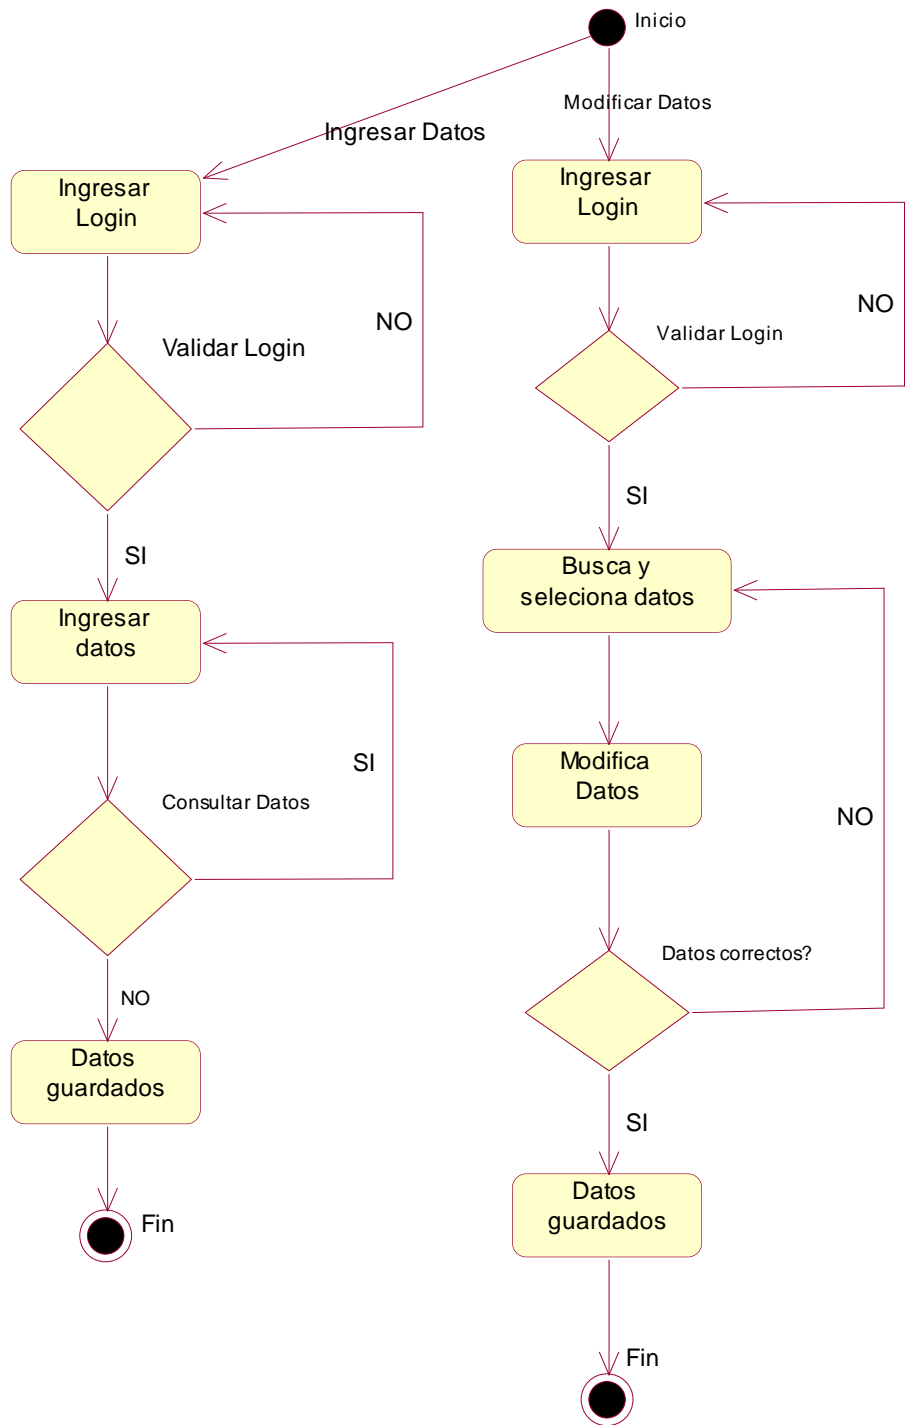 Inicio
Modificar Datos
Ingresar Datos
Ingresar
Login
Ingresar
Login
NO
NO
Validar Login
Validar Login
SI
SI
Busca y
seleciona datos
Ingresar
datos
SI
Modifica
Datos
Consultar Datos
NO
Datos correctos?
NO
Datos
guardados
SI
Datos
guardados
Fin
Fin